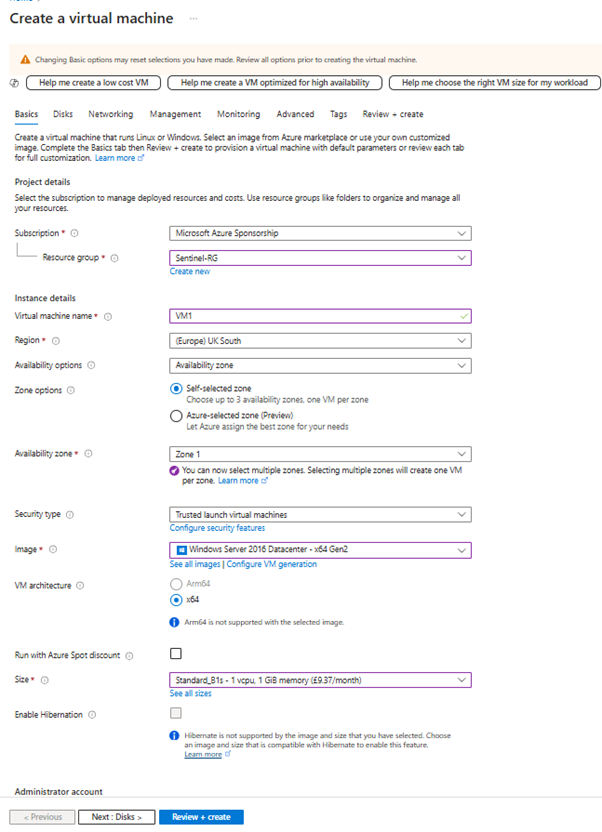 Create a virtual machine ...
Changing Basic options may reset selections you have made. Review all options prior to creating the virtual machine.
Help me create a low cost VM
Help me create a VM optimized for high availability
Help me choose the right VM size for my workload
Basics Disks Networking Management Monitoring Advanced Tags Review + create
Create a virtual machine that runs Linux or Windows. Select an image from Azure marketplace or use your own customized
image. Complete the Basics tab then Review + create to provision a virtual machine with default parameters or review each tab
for full customization. Learn more
Project details
Select the subscription to manage deployed resources and costs. Use resource groups like folders to organize and manage all
your resources.
Subscription * Microsoft Azure Sponsorship
Resource group * Sentinel-RG
Create new
Instance details
Virtual machine name * VM1
Region * (Europe) UK South
Availability options Availability zone
Zone options Self-selected zone
Choose up to 3 availability zones, one VM per zone
Azure-selected zone (Preview)
Let Azure assign the best zone for your needs
Availability zone * Zone 1
You can now select multiple zones. Selecting multiple zones will create one VM
per zone. Learn more
Security type Trusted launch virtual machines
Configure security features
Image * Windows Server 2016 Datacenter - x64 Gen2
See all images | Configure VM generation
VM architecture Arm64
x64
Arm64 is not supported with the selected image.
Run with Azure Spot discount
Size * Standard_B1s - 1 vcpu, 1 GiB memory (£9.37/month)
See all sizes
Enable Hibernation
Hibernate is not supported by the image and size that you have selected. Choose
an image and size that is compatible with Hibernate to enable this feature.
Learn more
Administrator account
< Previous Next : Disks > Review + create